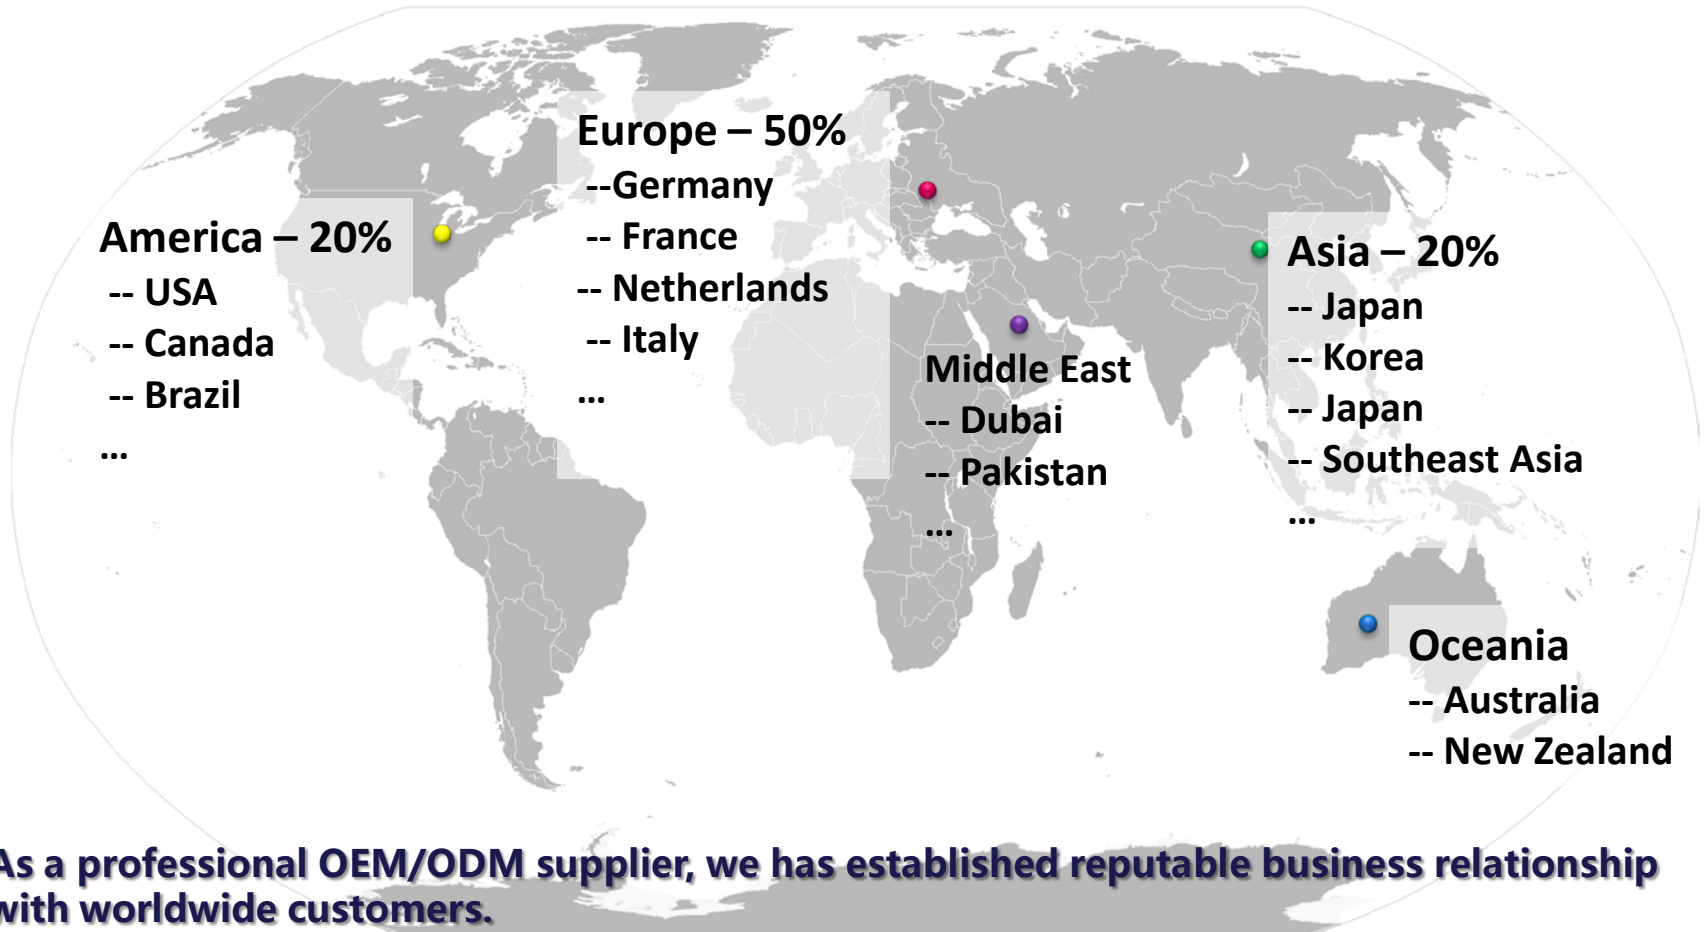 Europe – 50%
--Germany
-- France
-- Netherlands
-- Italy
...
America – 20%
-- USA
-- Canada
-- Brazil
...
Asia – 20%
-- Japan
-- Korea
-- Japan
-- Southeast Asia
...
Middle East
-- Dubai
-- Pakistan
...
Oceania
-- Australia
-- New Zealand
As a professional OEM/ODM supplier, we has established reputable business relationship
with worldwide customers.